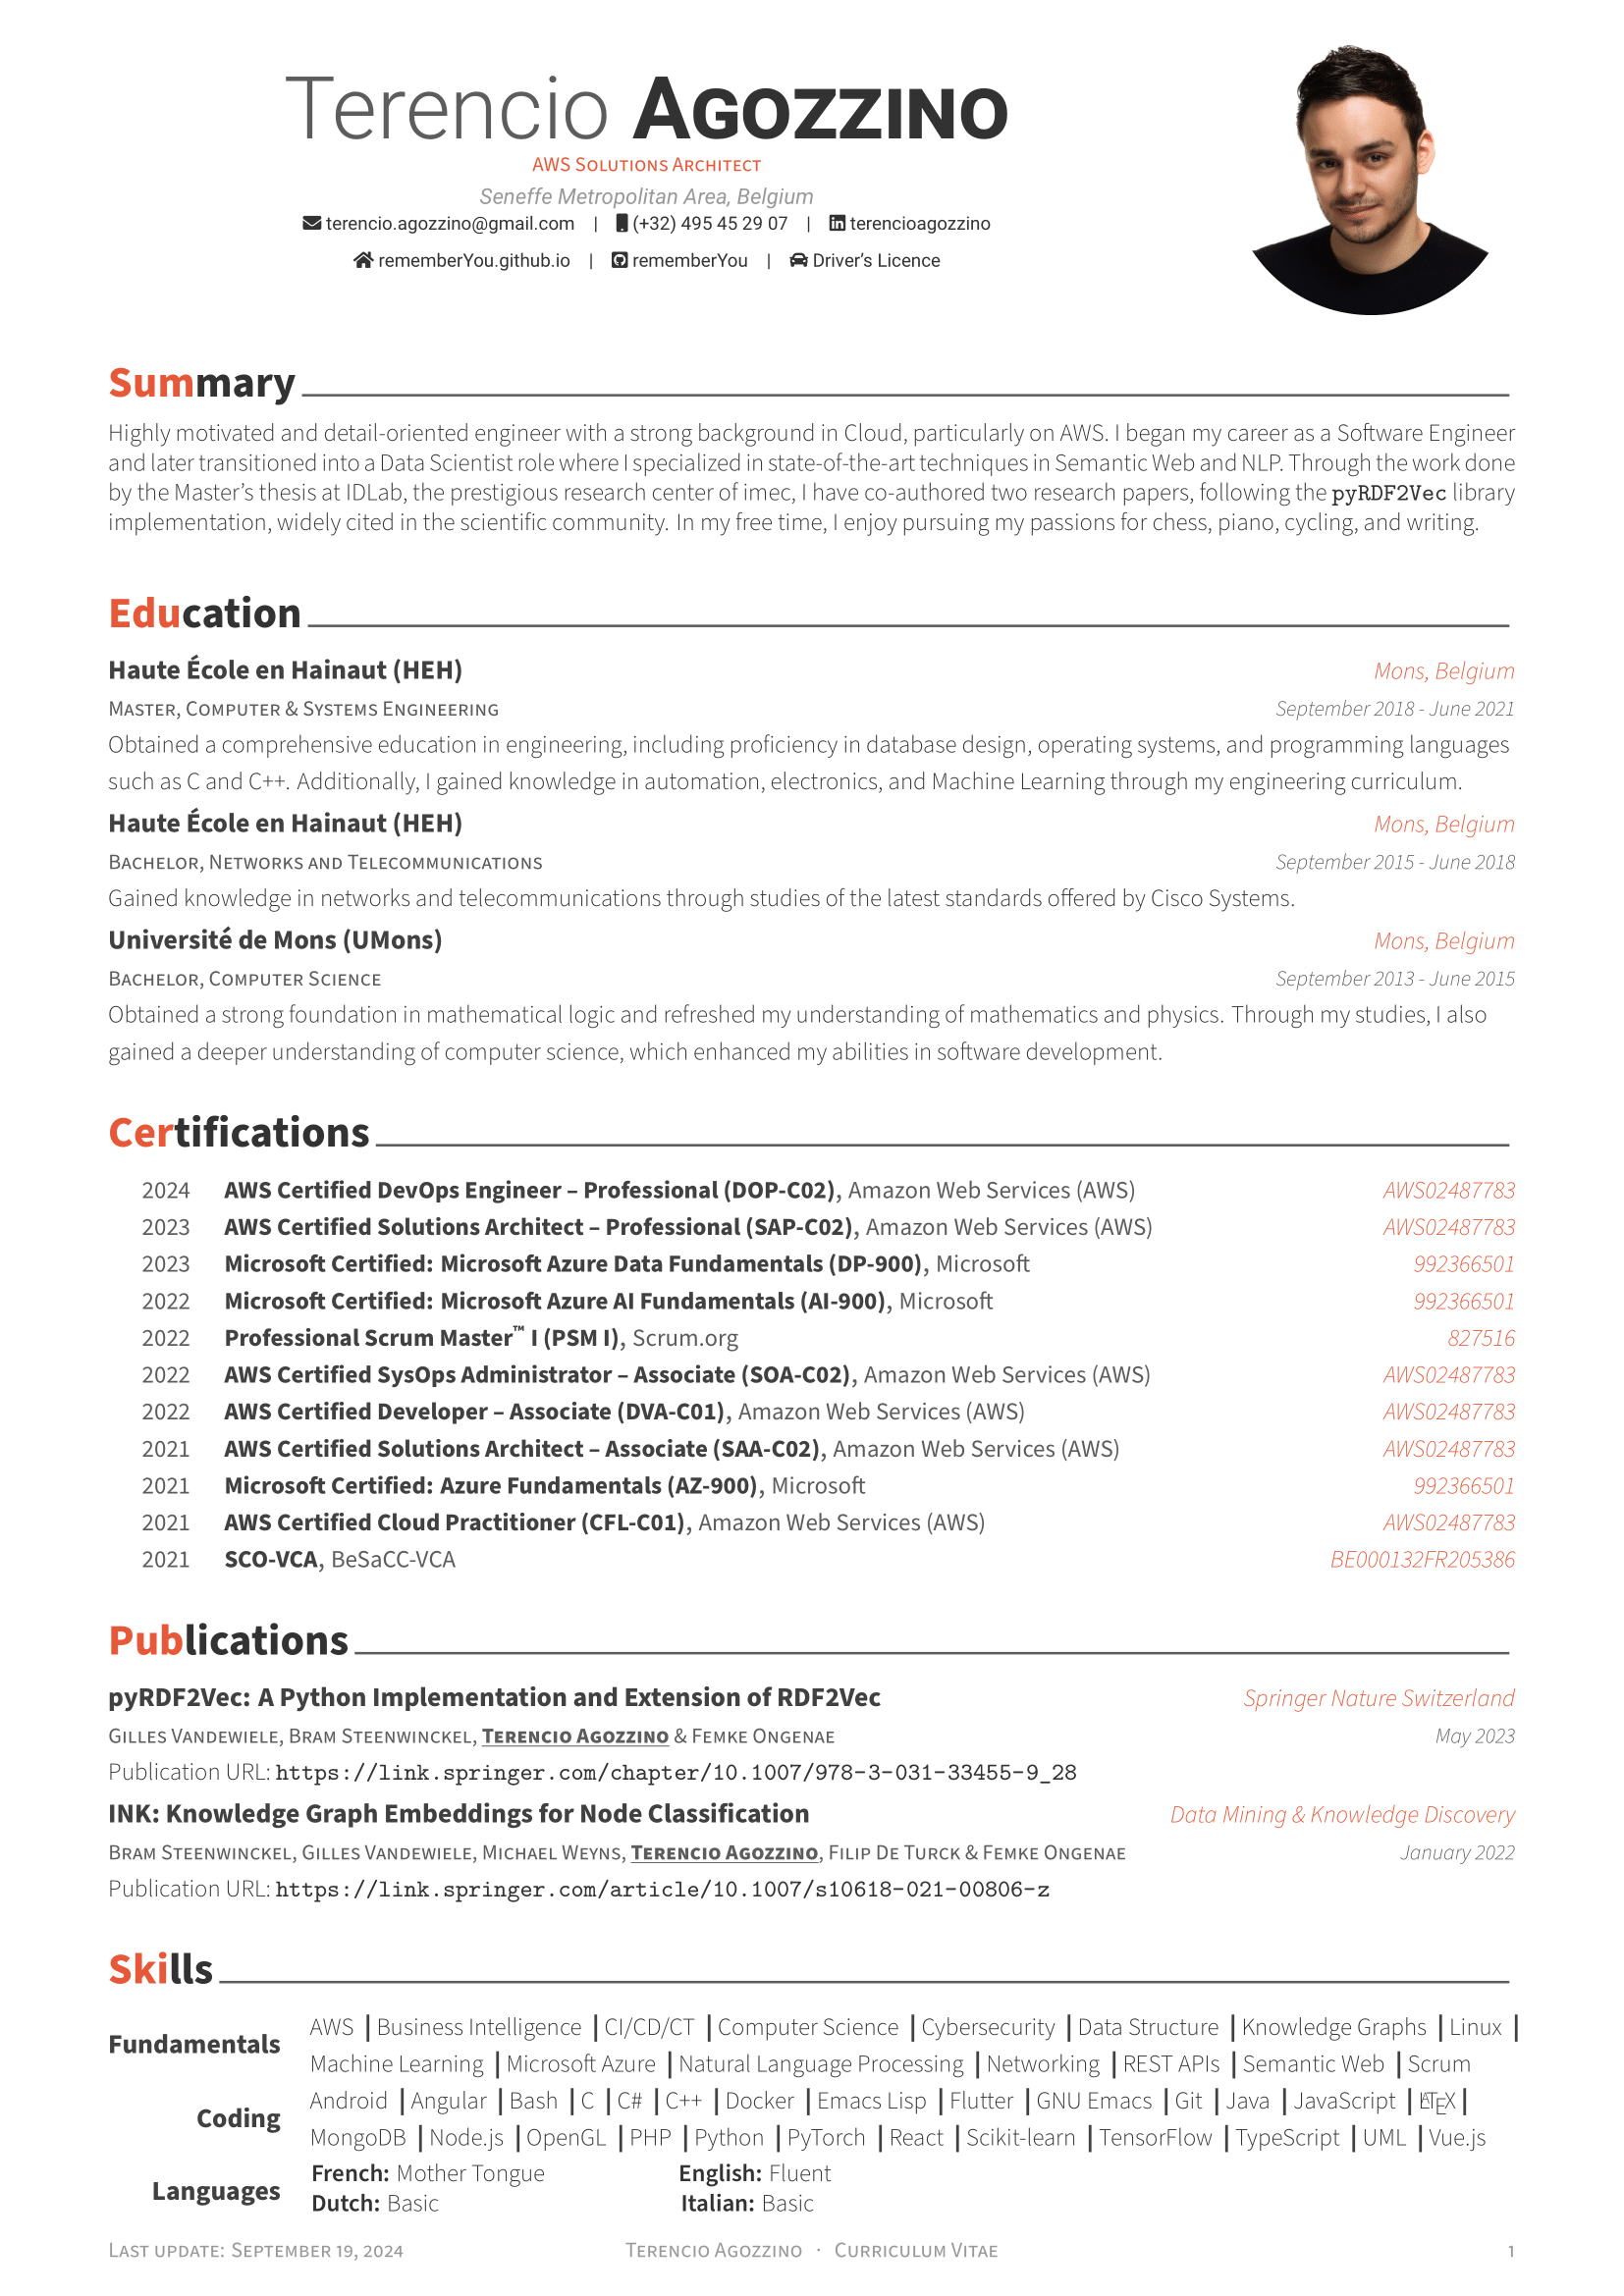 Terencio AGOZZINO
AWS SOLUTIONS ARCHITECT
Seneffe Metropolitan Area, Belgium
terencio.agozzino@gmail.com | (+32) 495 45 29 07 | terencioagozzino
rememberYou.github.io | rememberYou | Driver's Licence
Summary
Highly motivated and detail-oriented engineer with a strong background in Cloud, particularly on AWS. I began my career as a Software Engineer
and later transitioned into a Data Scientist role where I specialized in state-of-the-art techniques in Semantic Web and NLP. Through the work done
by the Master's thesis at IDLab, the prestigious research center of imec, I have co-authored two research papers, following the pyRDF2Vec library
implementation, widely cited in the scientific community. In my free time, I enjoy pursuing my passions for chess, piano, cycling, and writing.
Education
Haute École en Hainaut (HEH) Mons, Belgium
MASTER, COMPUTER & SYSTEMS ENGINEERING September 2018 - June 2021
Obtained a comprehensive education in engineering, including proficiency in database design, operating systems, and programming languages
such as C and C++. Additionally, I gained knowledge in automation, electronics, and Machine Learning through my engineering curriculum.
Haute École en Hainaut (HEH) Mons, Belgium
BACHELOR, NETWORKS AND TELECOMMUNICATIONS September 2015 - June 2018
Gained knowledge in networks and telecommunications through studies of the latest standards offered by Cisco Systems.
Université de Mons (UMons) Mons, Belgium
BACHELOR, COMPUTER SCIENCE September 2013 - June 2015
Obtained a strong foundation in mathematical logic and refreshed my understanding of mathematics and physics. Through my studies, I also
gained a deeper understanding of computer science, which enhanced my abilities in software development.
Certifications
2024 AWS Certified DevOps Engineer – Professional (DOP-C02), Amazon Web Services (AWS) AWS02487783
2023 AWS Certified Solutions Architect – Professional (SAP-C02), Amazon Web Services (AWS) AWS02487783
2023 Microsoft Certified: Microsoft Azure Data Fundamentals (DP-900), Microsoft 992366501
2022 Microsoft Certified: Microsoft Azure AI Fundamentals (AI-900), Microsoft 992366501
2022 Professional Scrum Master™ I (PSM I), Scrum.org 827516
2022 AWS Certified SysOps Administrator – Associate (SOA-C02), Amazon Web Services (AWS) AWS02487783
2022 AWS Certified Developer – Associate (DVA-C01), Amazon Web Services (AWS) AWS02487783
2021 AWS Certified Solutions Architect – Associate (SAA-C02), Amazon Web Services (AWS) AWS02487783
2021 Microsoft Certified: Azure Fundamentals (AZ-900), Microsoft 992366501
2021 AWS Certified Cloud Practitioner (CFL-C01), Amazon Web Services (AWS) AWS02487783
2021 SCO-VCA, BeSaCC-VCA BE000132FR205386
Publications
pyRDF2Vec: A Python Implementation and Extension of RDF2Vec Springer Nature Switzerland
GILLES VANDEWIELE, BRAM STEENWINCKEL, TERENCIO AGOZZINO & FEMKE ONGENAE May 2023
Publication URL: https://link.springer.com/chapter/10.1007/978-3-031-33455-9_28
INK: Knowledge Graph Embeddings for Node Classification Data Mining & Knowledge Discovery
BRAM STEENWINCKEL, GILLES VANDEWIELE, MICHAEL WEYNS, TERENCIO AGOZZINO, FILIP DE TURCK & FEMKE ONGENAE January 2022
Publication URL: https://link.springer.com/article/10.1007/s10618-021-00806-z
Skills
Fundamentals AWS | Business Intelligence | CI/CD/CT | Computer Science | Cybersecurity | Data Structure | Knowledge Graphs | Linux |
Machine Learning | Microsoft Azure | Natural Language Processing | Networking | REST APIs | Semantic Web | Scrum
Coding Android | Angular | Bash | C | C# | C++ | Docker | Emacs Lisp | Flutter | GNU Emacs | Git | Java | JavaScript | LATEX |
MongoDB | Node.js | OpenGL | PHP | Python | PyTorch | React | Scikit-learn | TensorFlow | TypeScript | UML | Vue.js
Languages French: Mother Tongue English: Fluent
Dutch: Basic Italian: Basic
LAST UPDATE: SEPTEMBER 19, 2024 TERENCIO AGOZZINO · CURRICULUM VITAE 1